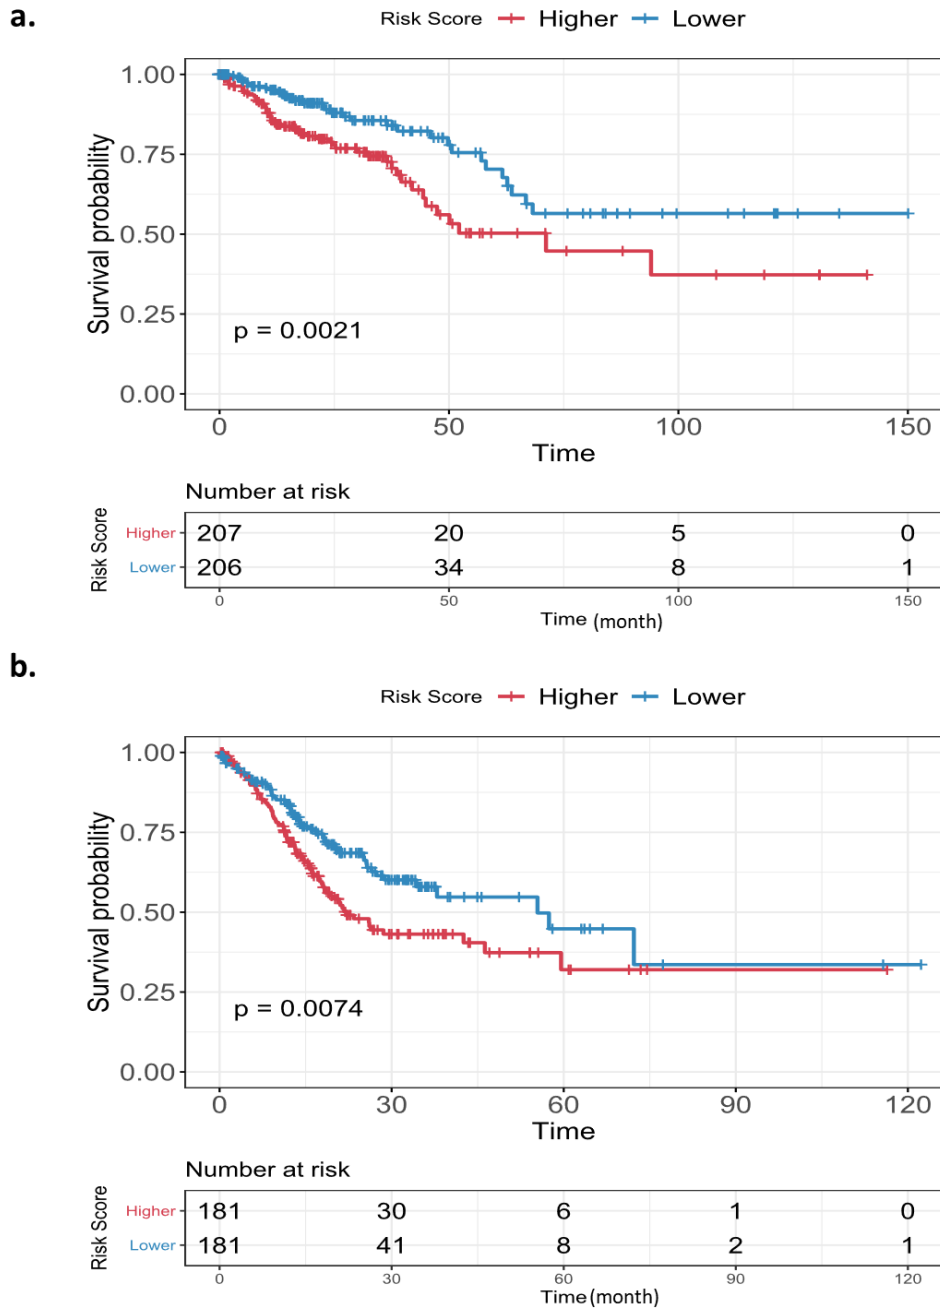 a.
Risk Score Higher Lower
1.00
0.75
0.50
0.25
0.00
Survival probability
p = 0.0021
0 50 100 150
Time
Number at risk
Risk Score
Higher 207 20 5 0
Lower 206 34 8 1
0 50 100 150
Time (month)
b.
Risk Score Higher Lower
1.00
0.75
0.50
0.25
0.00
Survival probability
p = 0.0074
0 30 60 90 120
Time
Number at risk
Risk Score
Higher 181 30 6 1 0
Lower 181 41 8 2 1
0 30 60 90 120
Time (month)